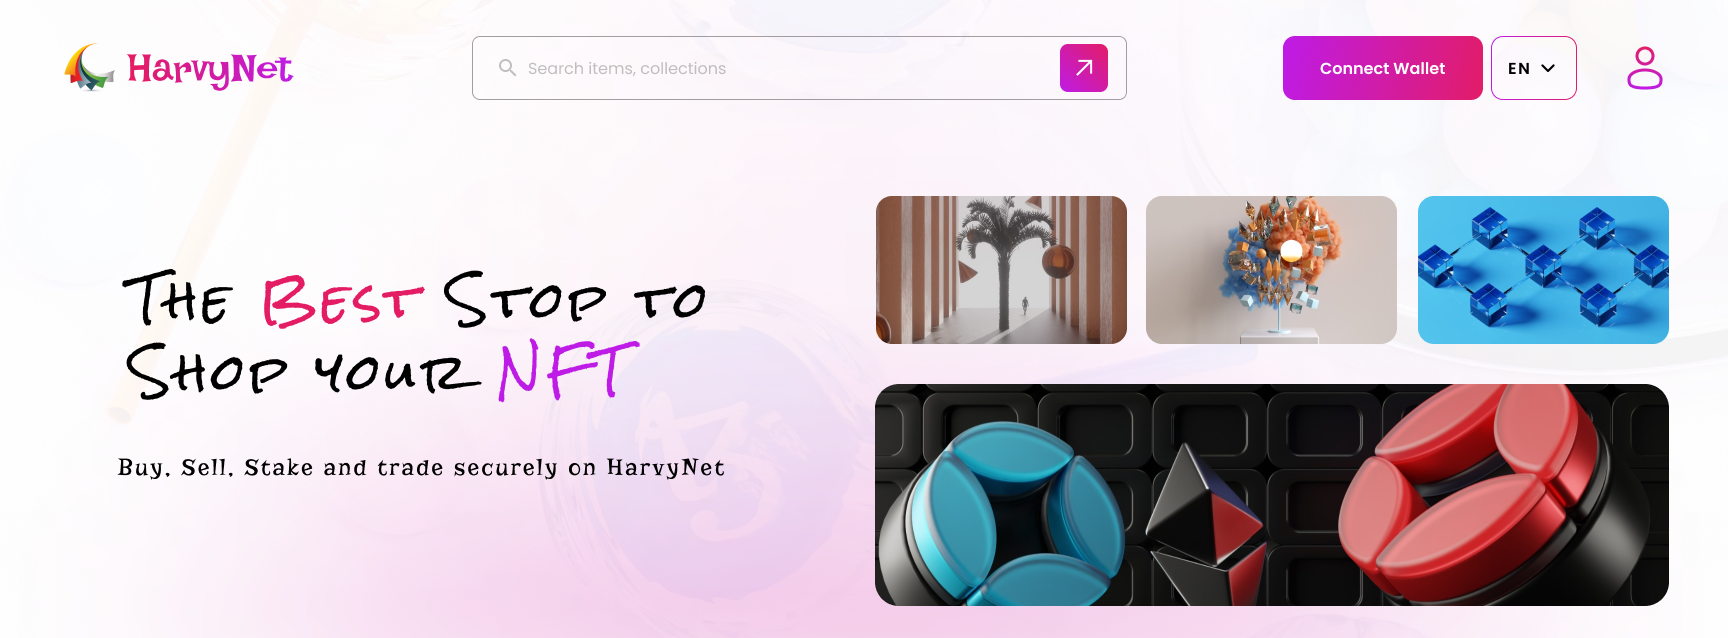 HarvyNet
Search items, collections
Connect Wallet
EN
The Best Stop to
Shop your NFT
Buy, Sell, Stake and trade securely on HarvyNet